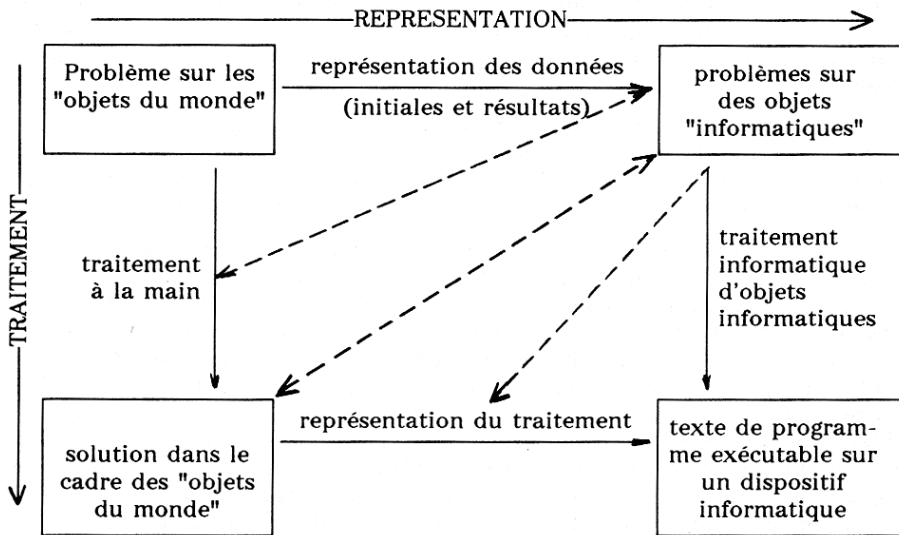 REPRESENTATION
TRAITEMENT
Problème sur les
"objets du monde"
représentation des données
(initiales et résultats)
problèmes sur
des objets
"informatiques"
traitement
à la main
traitement
informatique
d'objets
informatiques
solution dans le
cadre des "objets
du monde"
représentation du traitement
texte de program-
me exécutable sur
un dispositif
informatique